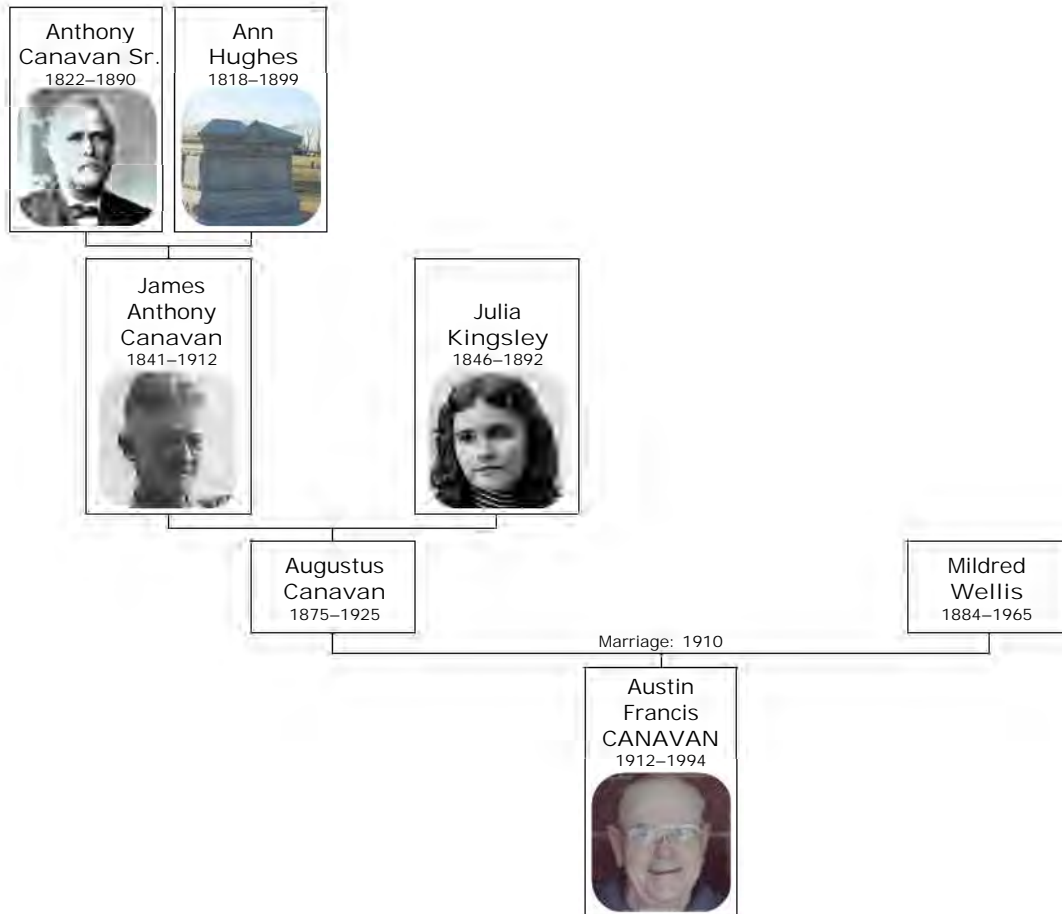 Anthony
Canavan Sr.
1822–1890
Ann
Hughes
1818–1899
James
Anthony
Canavan
1841–1912
Julia
Kingsley
1846–1892
Augustus
Canavan
1875–1925
Mildred
Wellis
1884–1965
Marriage: 1910
Austin
Francis
CANAVAN
1912–1994